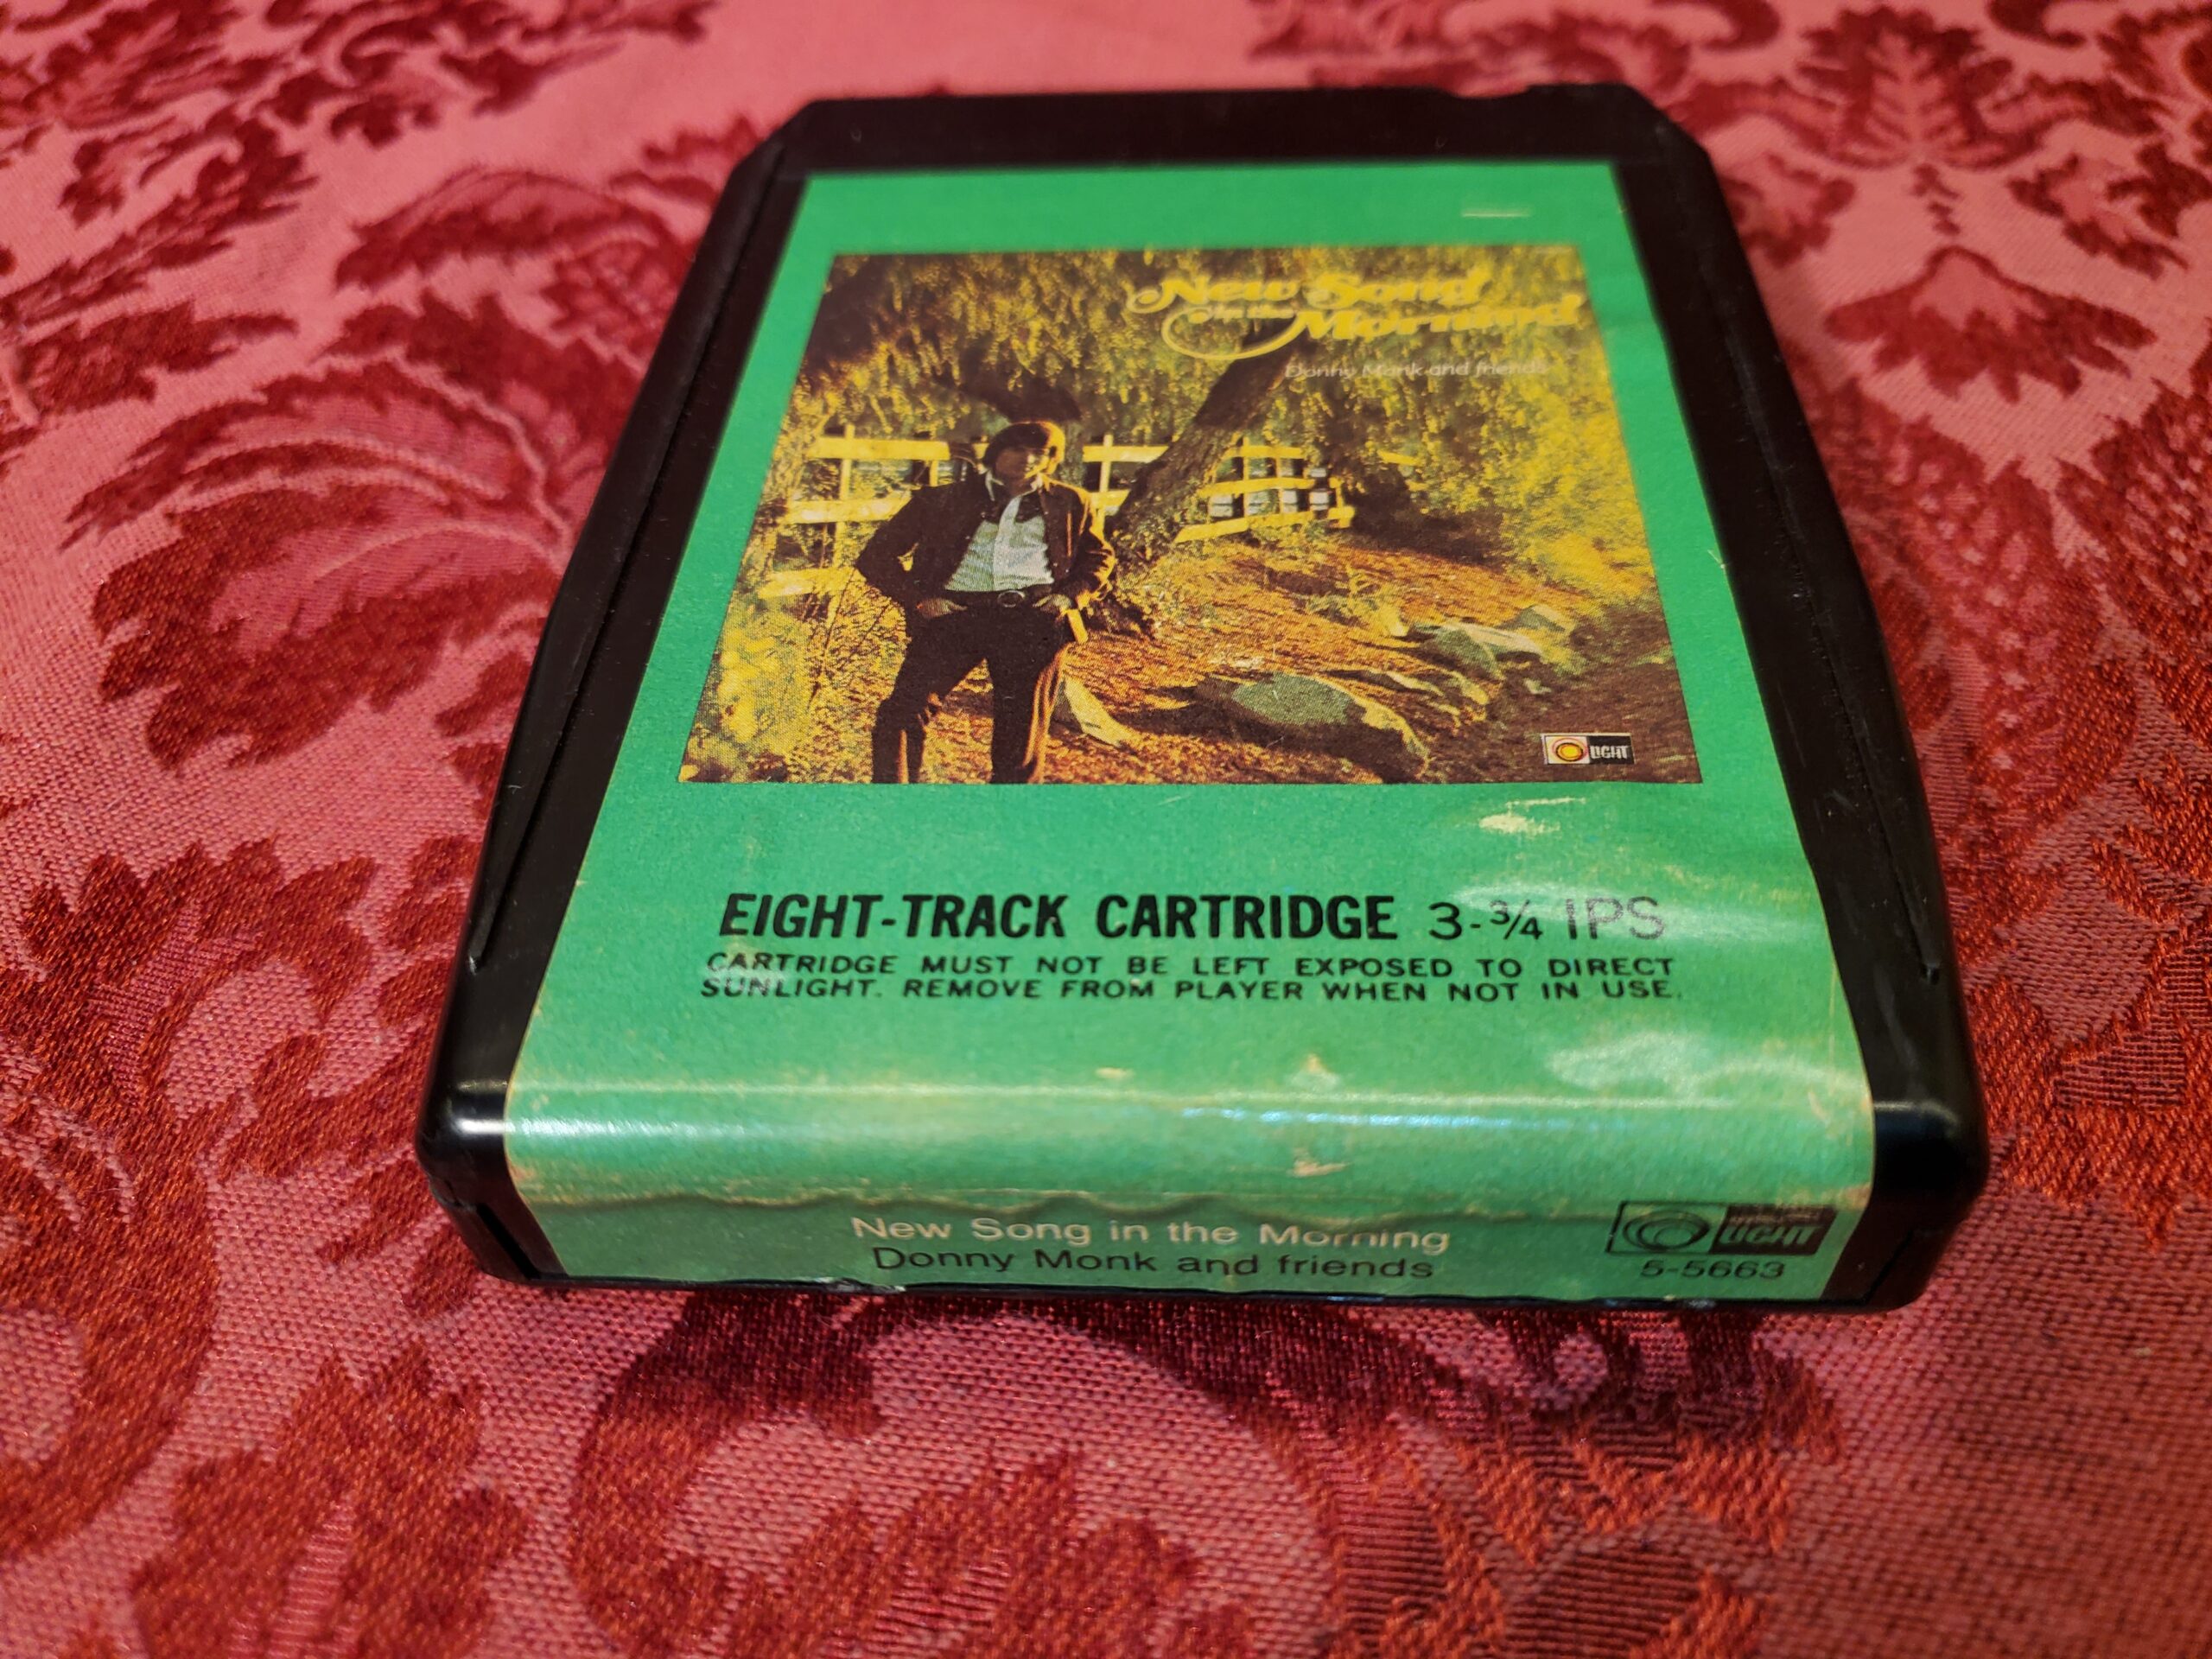 New Song
in the
Morning
Donny Monk and friends
LIGHT
EIGHT-TRACK CARTRIDGE 3-¾ IPS
CARTRIDGE MUST NOT BE LEFT EXPOSED TO DIRECT
SUNLIGHT. REMOVE FROM PLAYER WHEN NOT IN USE.
New Song in the Morning
Donny Monk and friends
LIGHT
5-5663